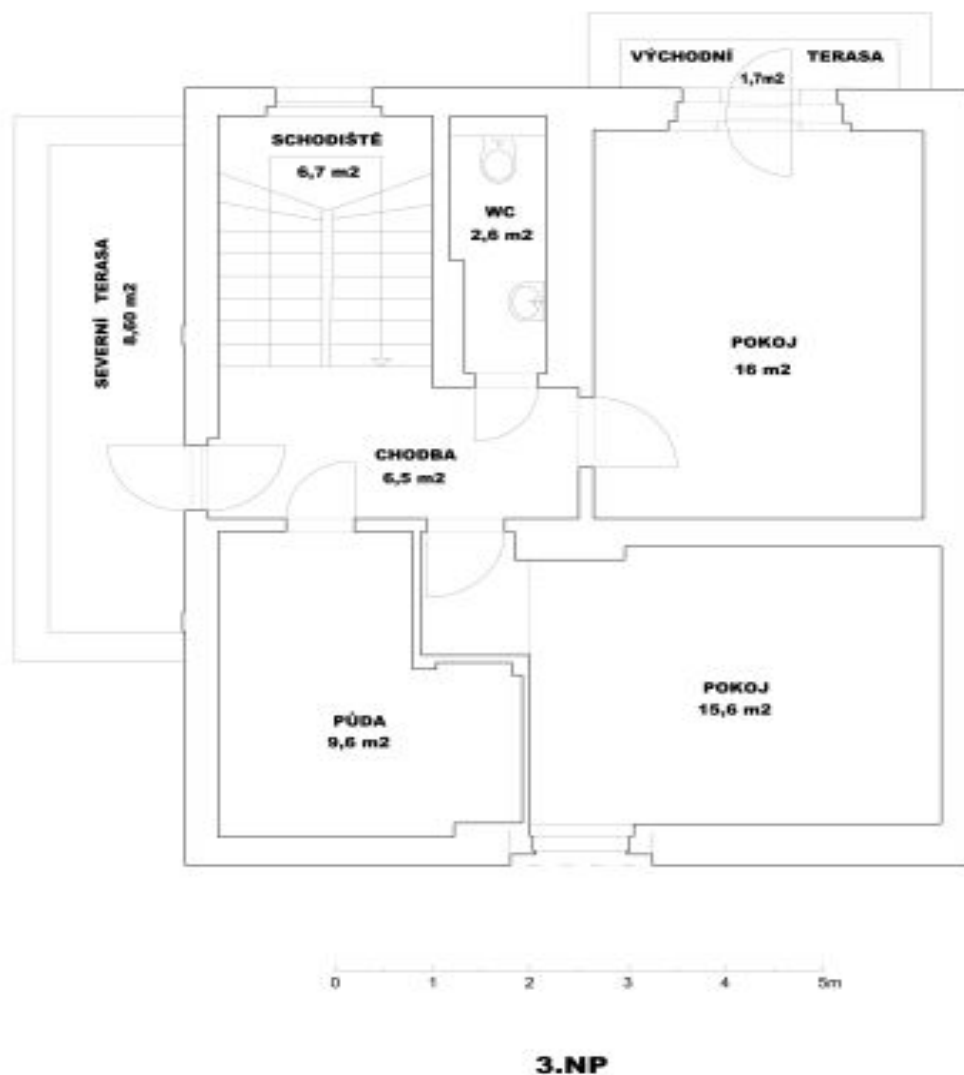 VÝCHODNÍ TERASA
1,7m2
SCHODIŠTĚ
6,7 m2
WC
2,6 m2
SEVERNÍ TERASA
8,60 m2
POKOJ
16 m2
CHODBA
6,5 m2
POKOJ
15,6 m2
PŮDA
9,6 m2
0 1 2 3 4 5m
3.NP